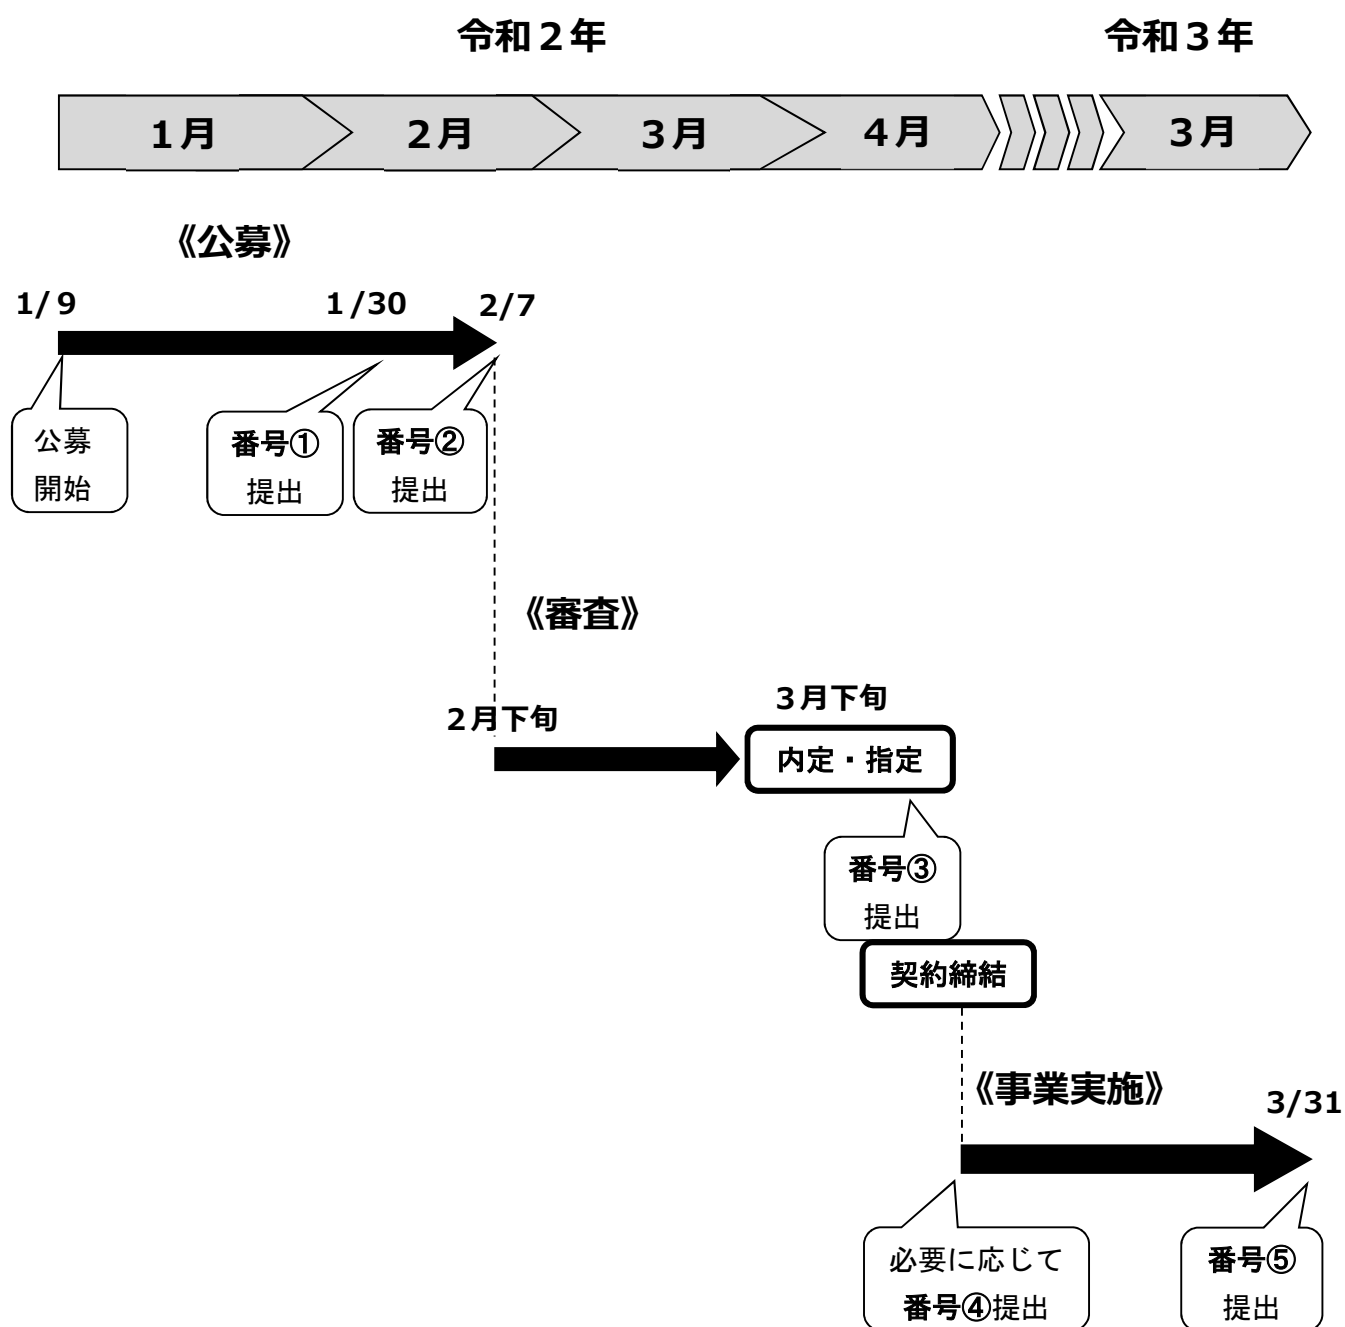 令和２年
令和３年
１月
２月
３月
４月
３月
《公募》
1/ 9
１/30
2/7
公募
開始
番号①
提出
番号②
提出
《審査》
２月下旬
３月下旬
内定・指定
番号③
提出
契約締結
《事業実施》
3/31
必要に応じて
番号④提出
番号⑤
提出